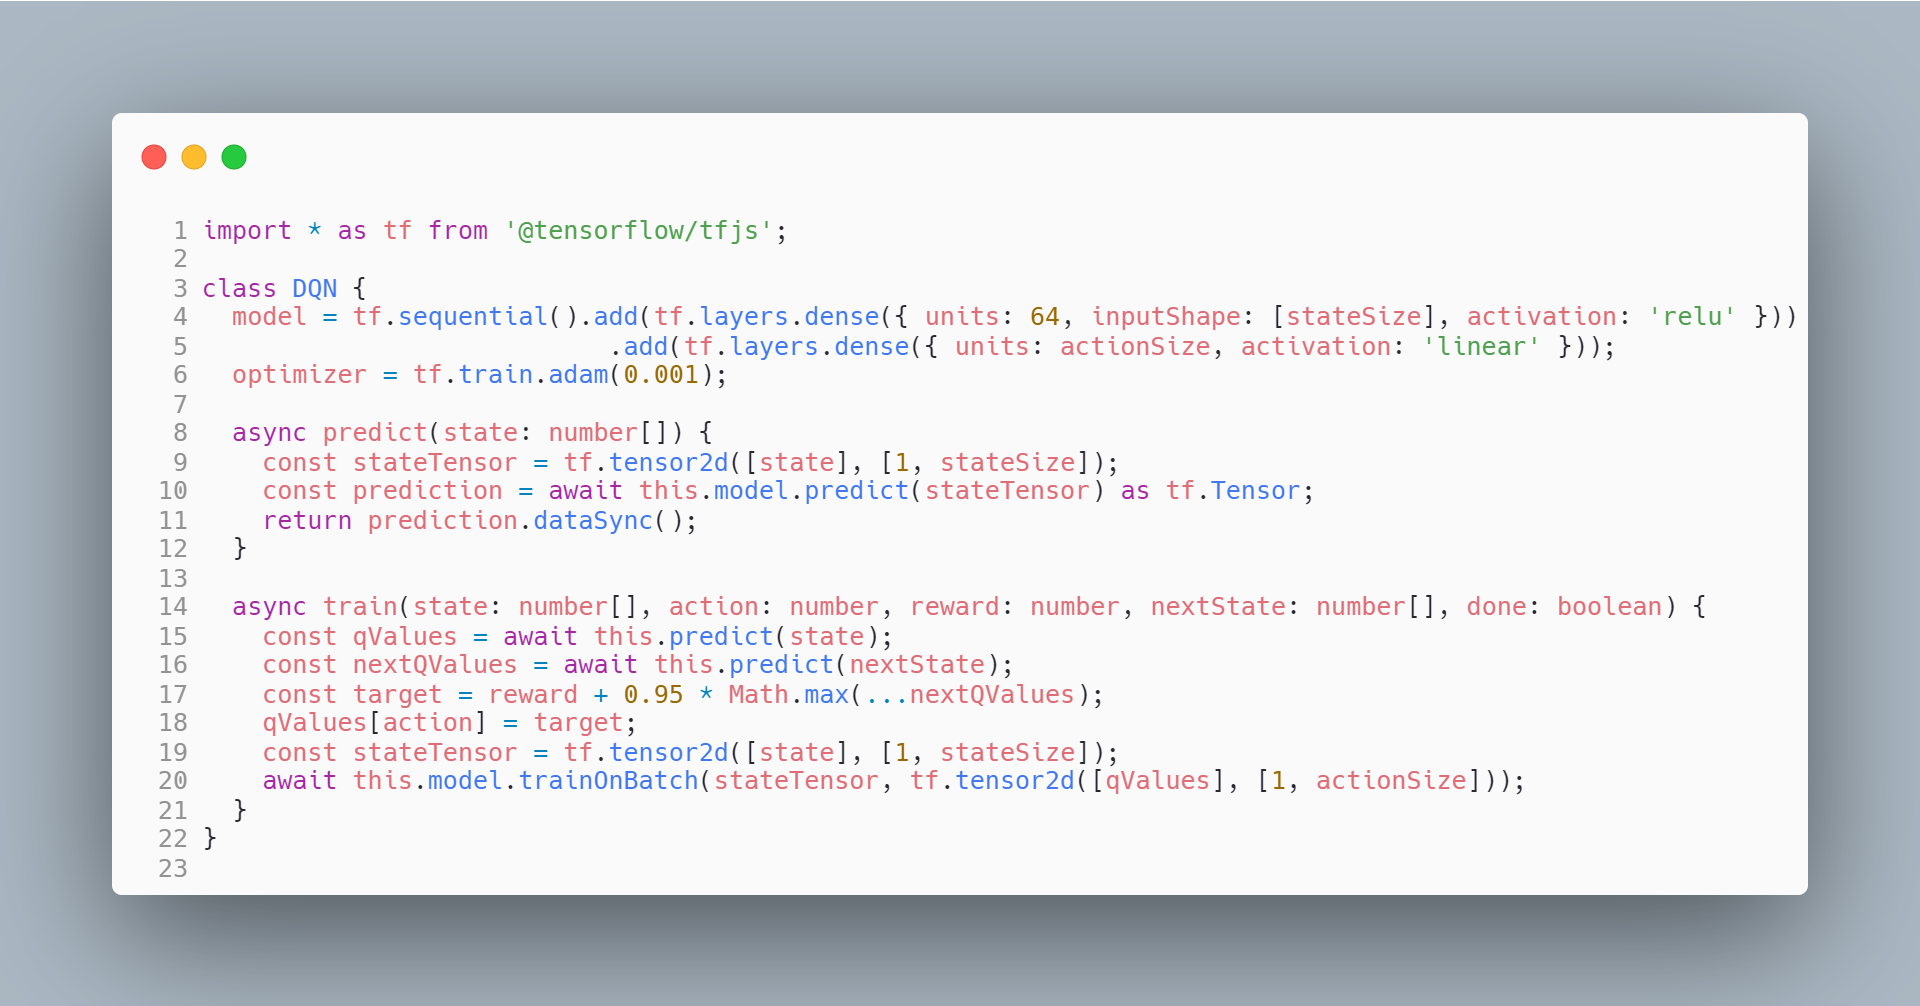 1 import * as tf from '@tensorflow/tfjs';
2
3 class DQN {
4   model = tf.sequential().add(tf.layers.dense({ units: 64, inputShape: [stateSize], activation: 'relu' }))
5                            .add(tf.layers.dense({ units: actionSize, activation: 'linear' }));
6   optimizer = tf.train.adam(0.001);
7
8   async predict(state: number[]) {
9     const stateTensor = tf.tensor2d([state], [1, stateSize]);
10     const prediction = await this.model.predict(stateTensor) as tf.Tensor;
11     return prediction.dataSync();
12   }
13
14   async train(state: number[], action: number, reward: number, nextState: number[], done: boolean) {
15     const qValues = await this.predict(state);
16     const nextQValues = await this.predict(nextState);
17     const target = reward + 0.95 * Math.max(...nextQValues);
18     qValues[action] = target;
19     const stateTensor = tf.tensor2d([state], [1, stateSize]);
20     await this.model.trainOnBatch(stateTensor, tf.tensor2d([qValues], [1, actionSize]));
21   }
22 }
23